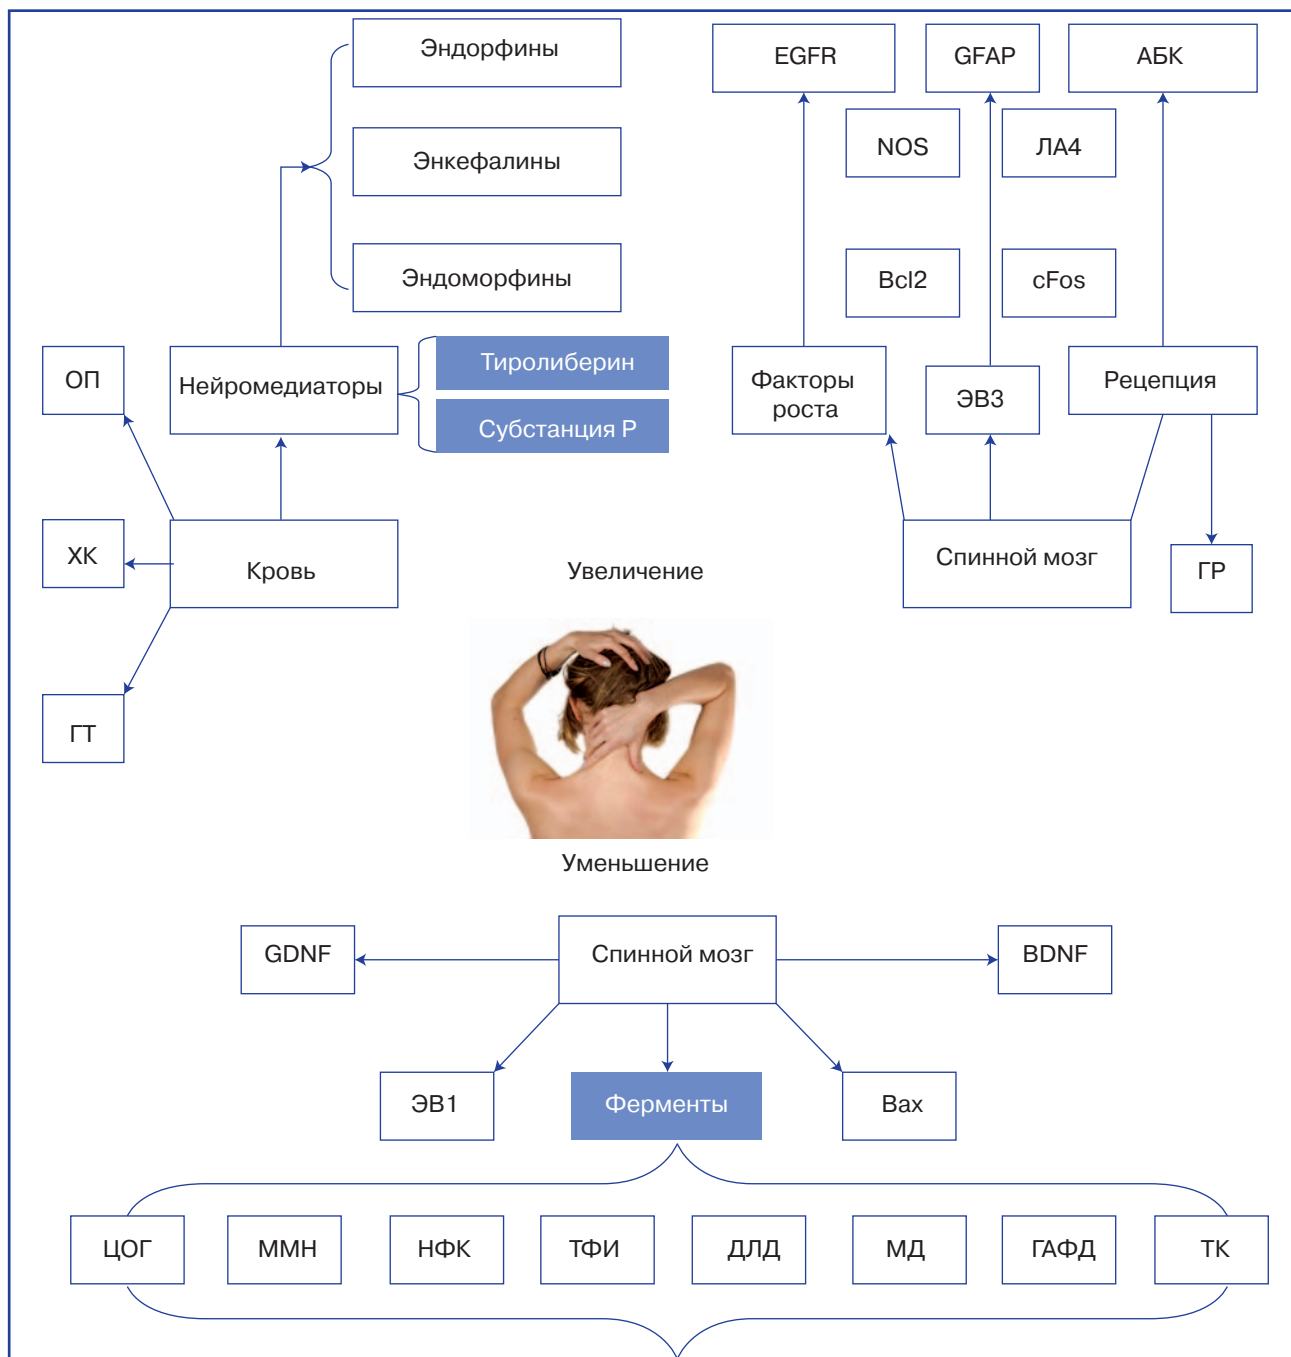 Эндорфины
EGFR
GFAP
АБК
NOS
ЛА4
Энкефалины
Эндоморфины
Bcl2
cFos
ОП
Нейромедиаторы
Тиролиберин
Субстанция Р
Факторы
роста
ЭВ3
Рецепция
ХК
Кровь
Увеличение
Спинной мозг
ГР
ГТ
Уменьшение
GDNF
Спинной мозг
BDNF
ЭВ1
Ферменты
Bax
ЦОГ
ММН
НФК
ТФИ
ДЛД
МД
ГАФД
ТК